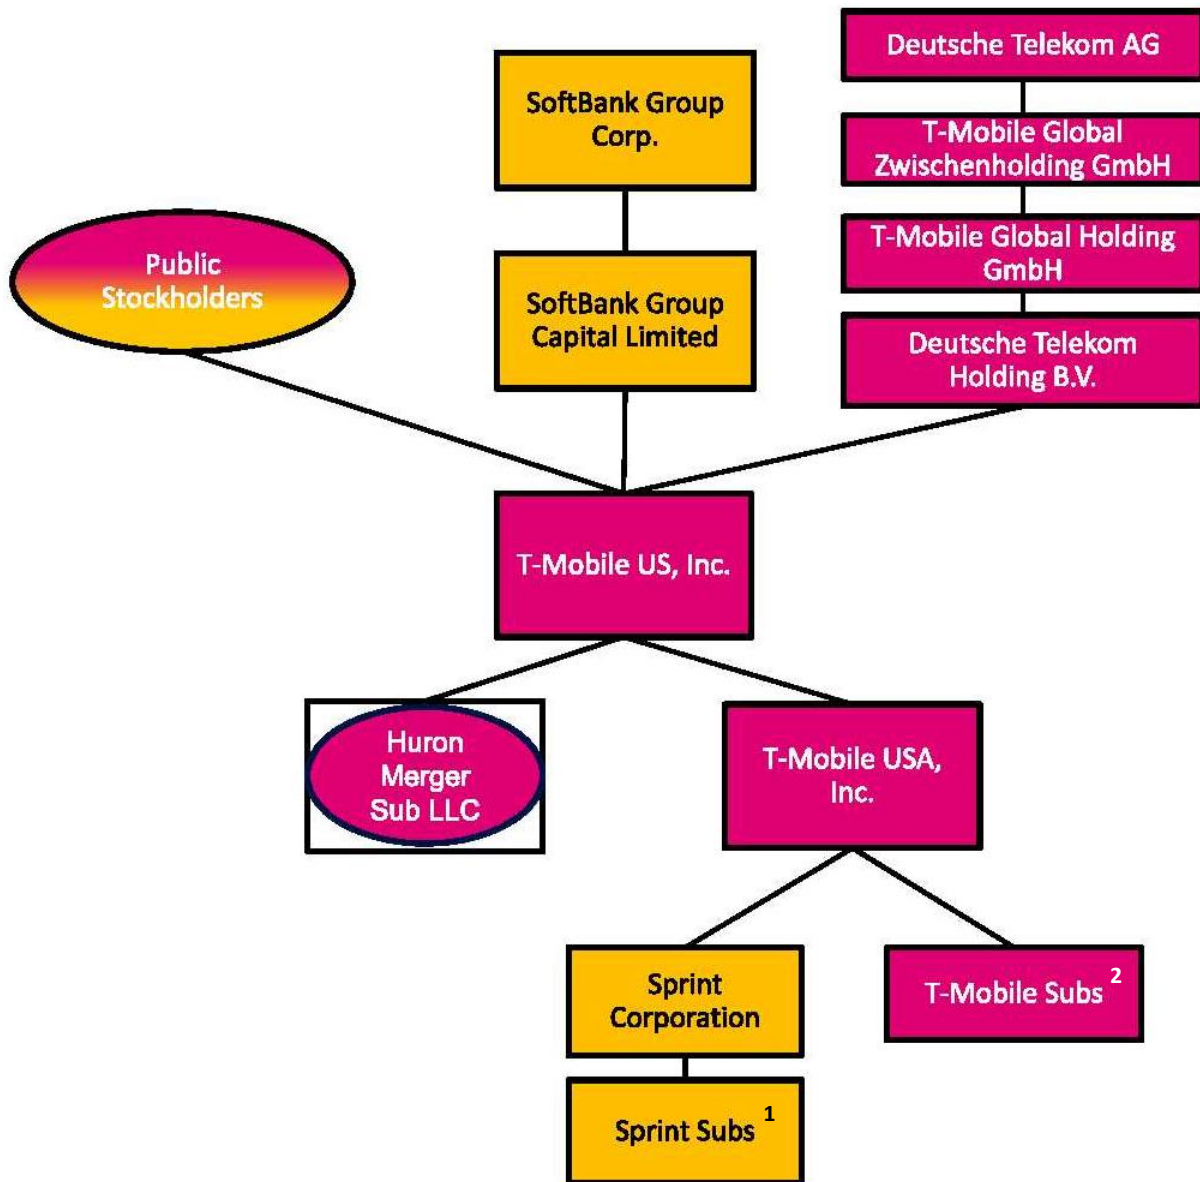 Deutsche Telekom AG
SoftBank Group
Corp.
T-Mobile Global
Zwischenholding GmbH
T-Mobile Global Holding
GmbH
Public
Stockholders
SoftBank Group
Capital Limited
Deutsche Telekom
Holding B.V.
T-Mobile US, Inc.
Huron
Merger
Sub LLC
T-Mobile USA,
Inc.
Sprint
Corporation
T-Mobile Subs 2
Sprint Subs 1